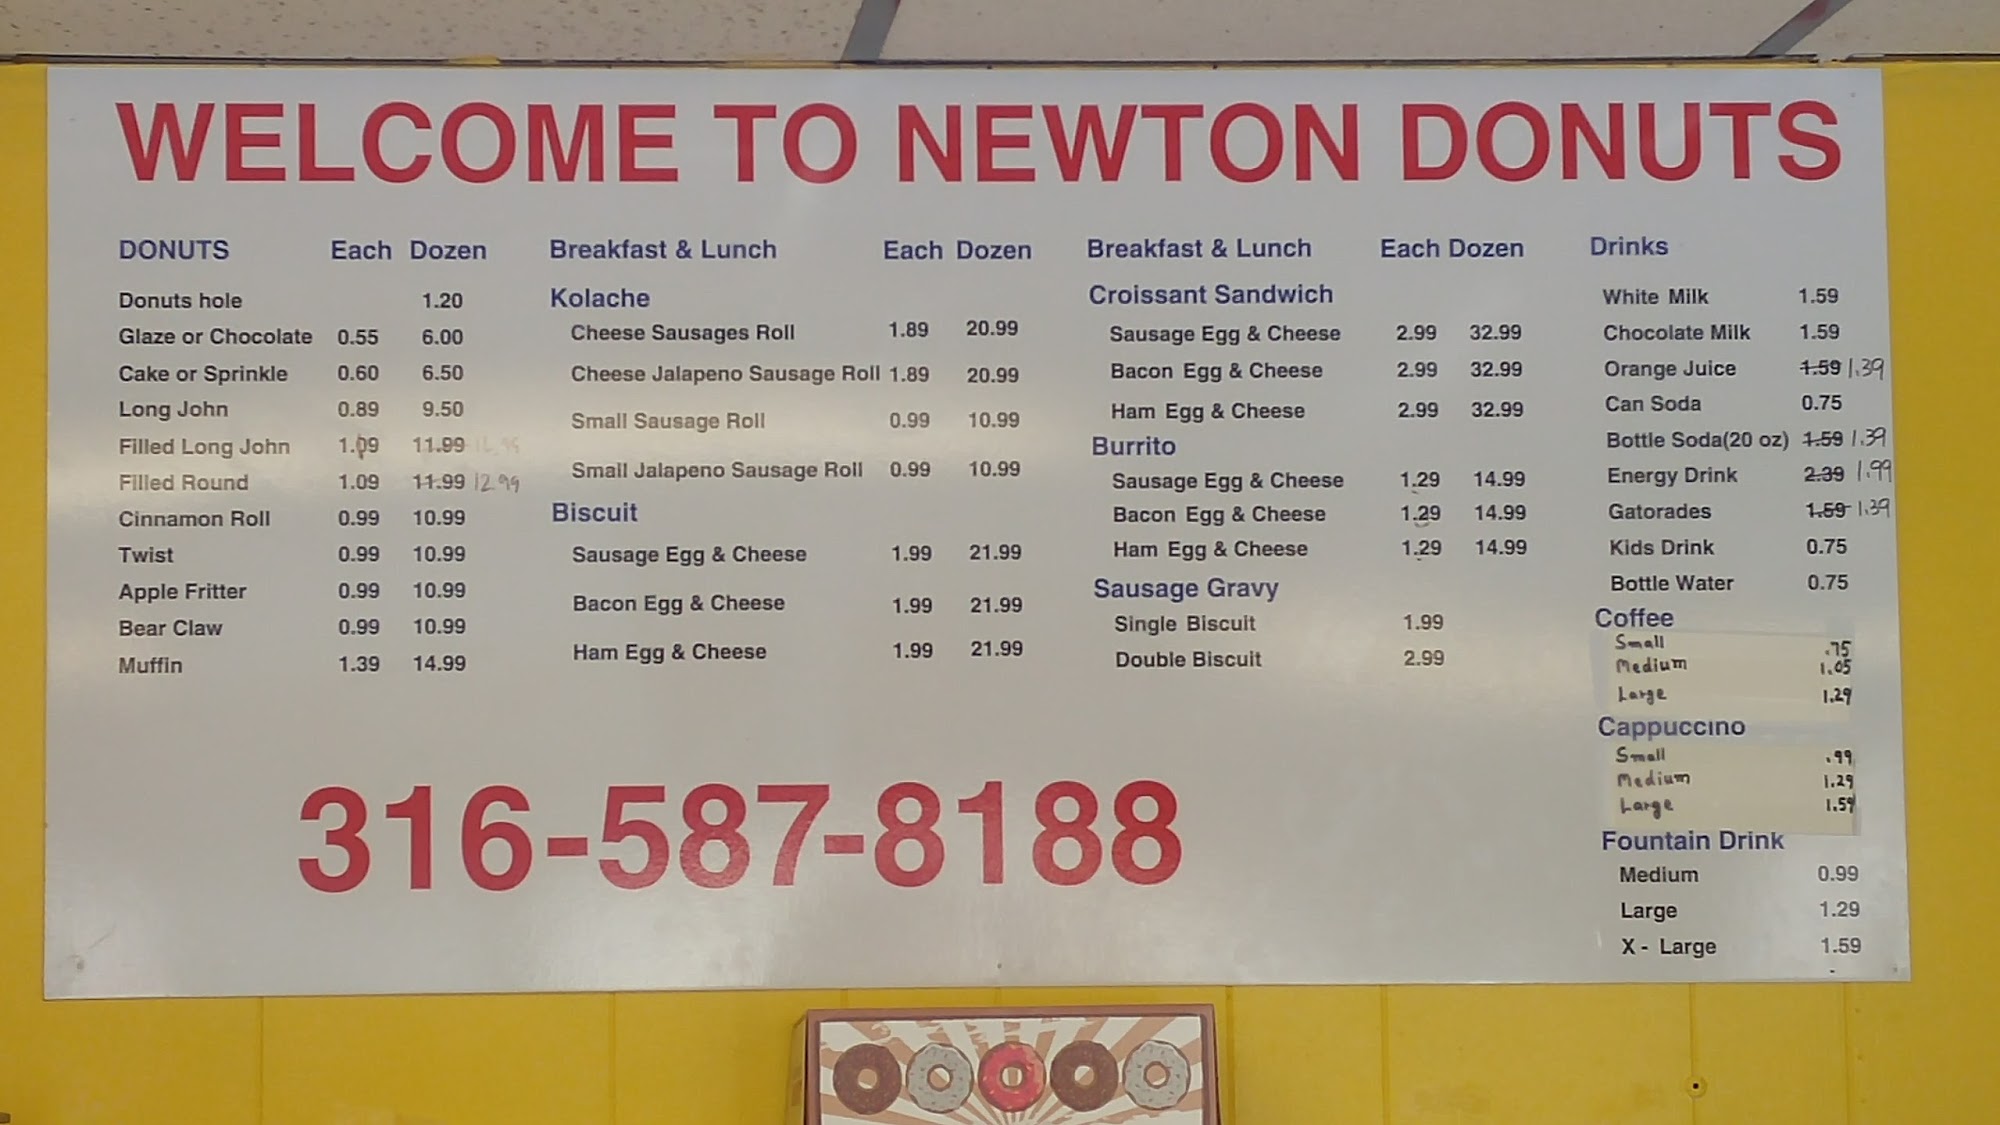 WELCOME TO NEWTON DONUTS
DONUTS Each Dozen
Donuts hole 1.20
Glaze or Chocolate 0.55 6.00
Cake or Sprinkle 0.60 6.50
Long John 0.89 9.50
Filled Long John 1.09 11.99
Filled Round 1.09 11.99 12.99
Cinnamon Roll 0.99 10.99
Twist 0.99 10.99
Apple Fritter 0.99 10.99
Bear Claw 0.99 10.99
Muffin 1.39 14.99
Breakfast & Lunch Each Dozen
Kolache
Cheese Sausages Roll 1.89 20.99
Cheese Jalapeno Sausage Roll 1.89 20.99
Small Sausage Roll 0.99 10.99
Small Jalapeno Sausage Roll 0.99 10.99
Biscuit
Sausage Egg & Cheese 1.99 21.99
Bacon Egg & Cheese 1.99 21.99
Ham Egg & Cheese 1.99 21.99
Breakfast & Lunch Each Dozen
Croissant Sandwich
Sausage Egg & Cheese 2.99 32.99
Bacon Egg & Cheese 2.99 32.99
Ham Egg & Cheese 2.99 32.99
Burrito
Sausage Egg & Cheese 1.29 14.99
Bacon Egg & Cheese 1.29 14.99
Ham Egg & Cheese 1.29 14.99
Sausage Gravy
Single Biscuit 1.99
Double Biscuit 2.99
Drinks
White Milk 1.59
Chocolate Milk 1.59
Orange Juice 1.59 1.39
Can Soda 0.75
Bottle Soda(20 oz) 1.59 1.39
Energy Drink 2.39 1.99
Gatorades 1.59 1.39
Kids Drink 0.75
Bottle Water 0.75
Coffee
Small .75
Medium 1.05
Large 1.29
Cappuccino
Small .99
Medium 1.29
Large 1.59
Fountain Drink
Medium 0.99
Large 1.29
X - Large 1.59
316-587-8188